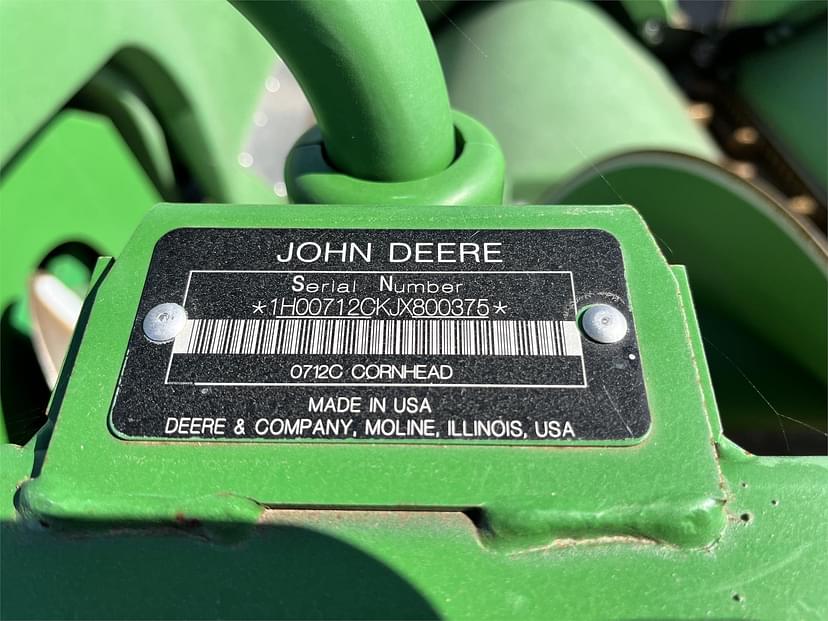 JOHN DEERE
Serial Number
*1H00712CKJX800375*
0712C CORNHEAD
MADE IN USA
DEERE & COMPANY, MOLINE, ILLINOIS, USA